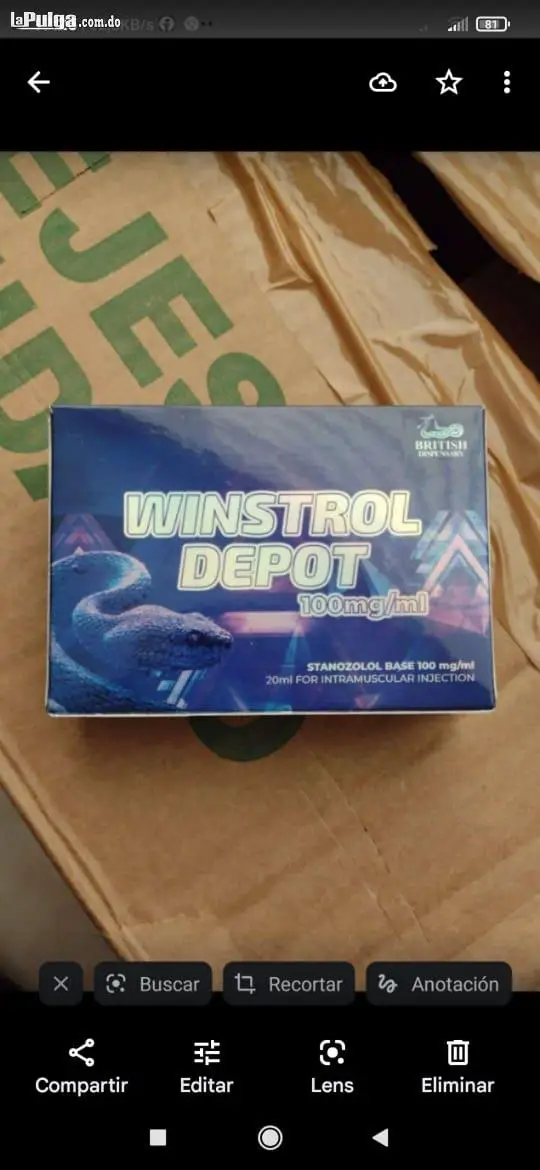 laPulga.com.do
KB/s
81
BRITISH
DISPENSARY
WINSTROL
DEPOT
100mg/ml
STANOZOLOL BASE 100 mg/ml
20ml FOR INTRAMUSCULAR INJECTION
Buscar
Recortar
Anotación
Compartir
Editar
Lens
Eliminar